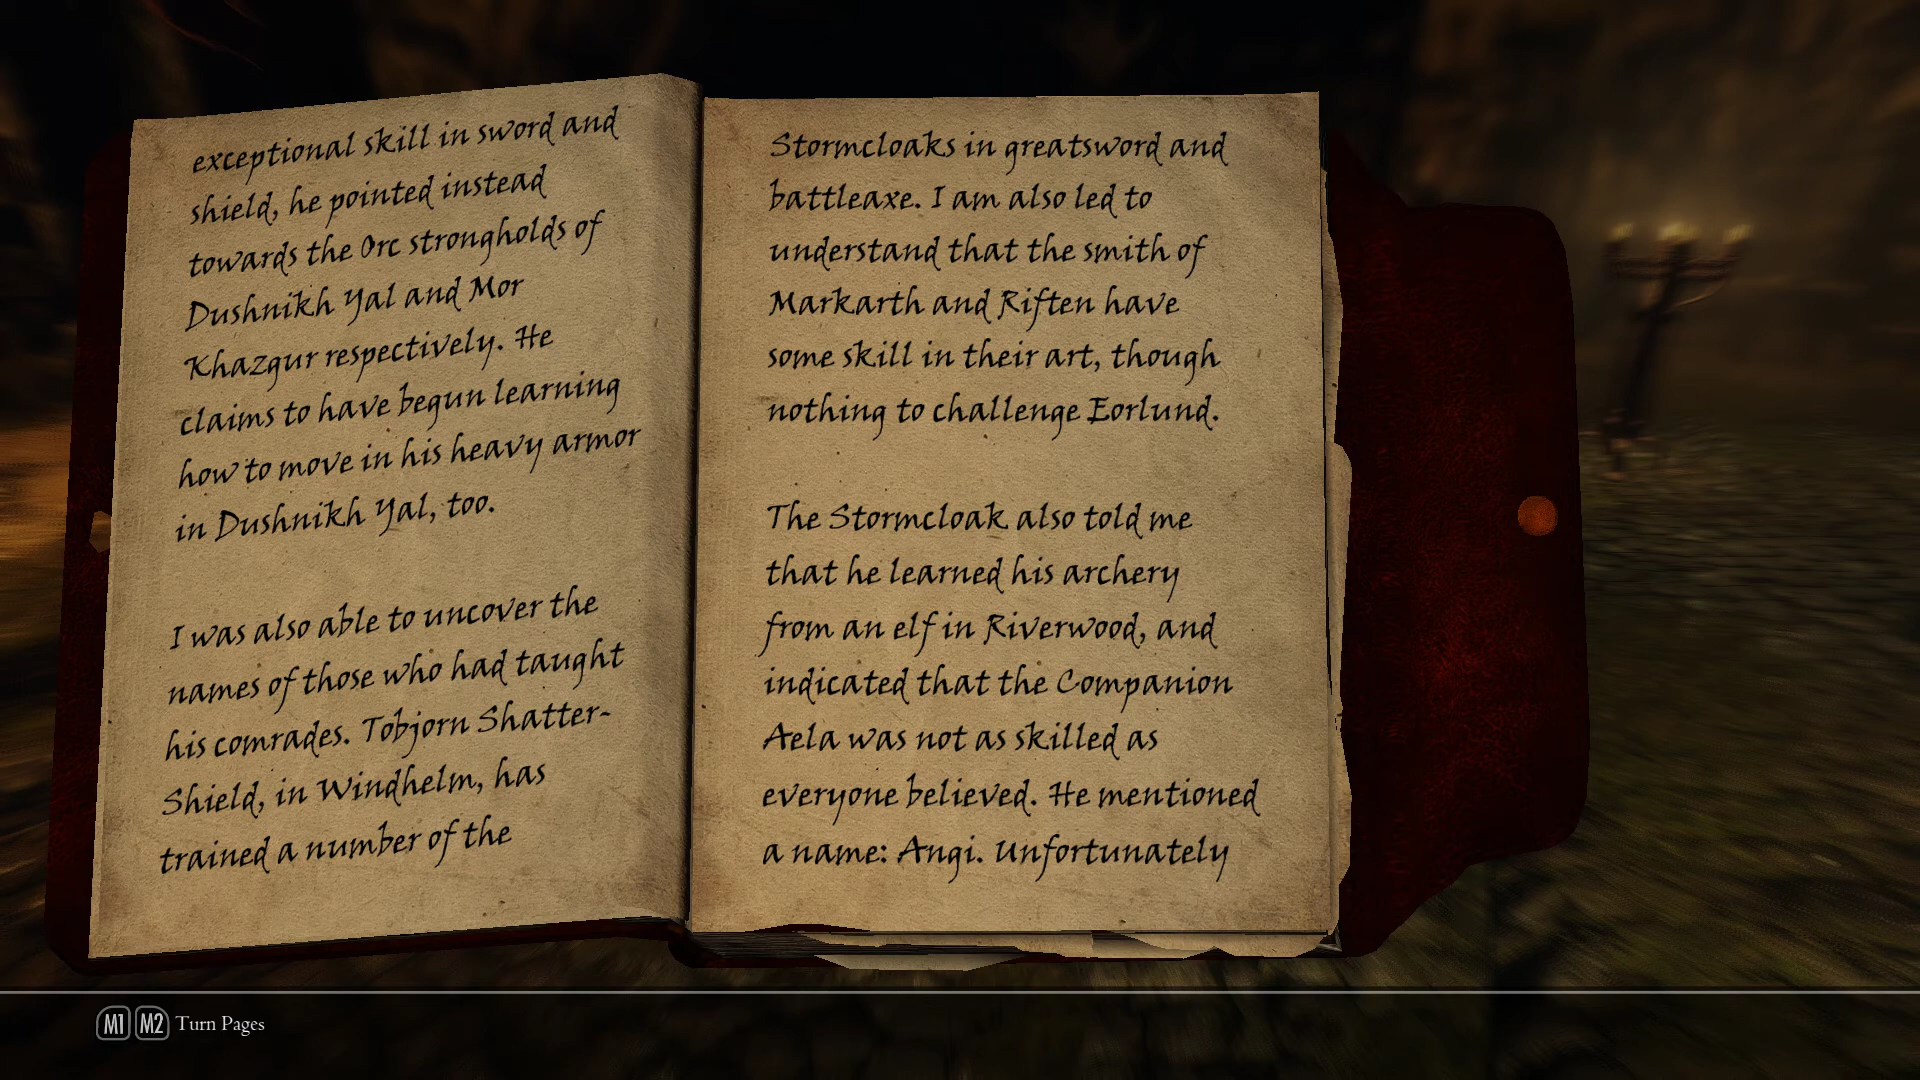 exceptional skill in sword and
shield, he pointed instead
towards the Orc strongholds of
Dushnikh Yal and Mor
Khazgur respectively. He
claims to have begun learning
how to move in his heavy armor
in Dushnikh Yal, too.
I was also able to uncover the
names of those who had taught
his comrades. Tobjorn Shatter-
Shield, in Windhelm, has
trained a number of the
Stormcloaks in greatsword and
battleaxe. I am also led to
understand that the smith of
Markarth and Riften have
some skill in their art, though
nothing to challenge Eorlund.
The Stormcloak also told me
that he learned his archery
from an elf in Riverwood, and
indicated that the Companion
Aela was not as skilled as
everyone believed. He mentioned
a name: Angi. Unfortunately
M1 M2 Turn Pages